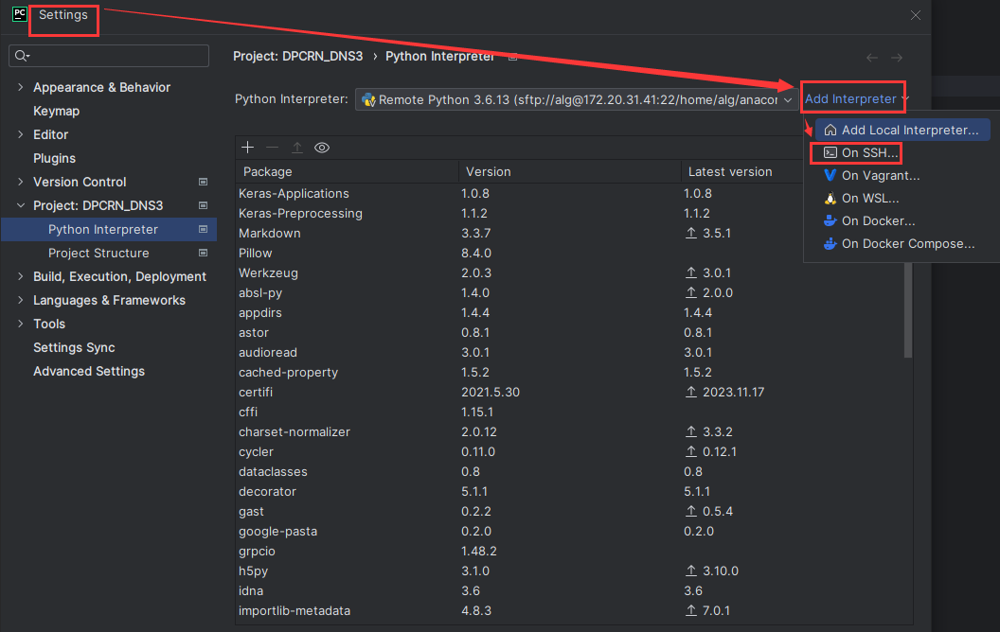 PC Settings
Project: DPCRN_DNS3 › Python Interpreter
Appearance & Behavior
Keymap
Editor
Plugins
Version Control
Project: DPCRN_DNS3
Python Interpreter
Project Structure
Build, Execution, Deployment
Languages & Frameworks
Tools
Settings Sync
Advanced Settings
Python Interpreter: Remote Python 3.6.13 (sftp://alg@172.20.31.41:22/home/alg/anacor Add Interpreter
Add Local Interpreter...
On SSH...
On Vagrant...
On WSL...
On Docker...
On Docker Compose...
Package Version Latest version
Keras-Applications 1.0.8 1.0.8
Keras-Preprocessing 1.1.2 1.1.2
Markdown 3.3.7 3.5.1
Pillow 8.4.0
Werkzeug 2.0.3 3.0.1
absl-py 1.4.0 2.0.0
appdirs 1.4.4 1.4.4
astor 0.8.1 0.8.1
audioread 3.0.1 3.0.1
cached-property 1.5.2 1.5.2
certifi 2021.5.30 2023.11.17
cffi 1.15.1
charset-normalizer 2.0.12 3.3.2
cycler 0.11.0 0.12.1
dataclasses 0.8 0.8
decorator 5.1.1 5.1.1
gast 0.2.2 0.5.4
google-pasta 0.2.0 0.2.0
grpcio 1.48.2
h5py 3.1.0 3.10.0
idna 3.6 3.6
importlib-metadata 4.8.3 7.0.1